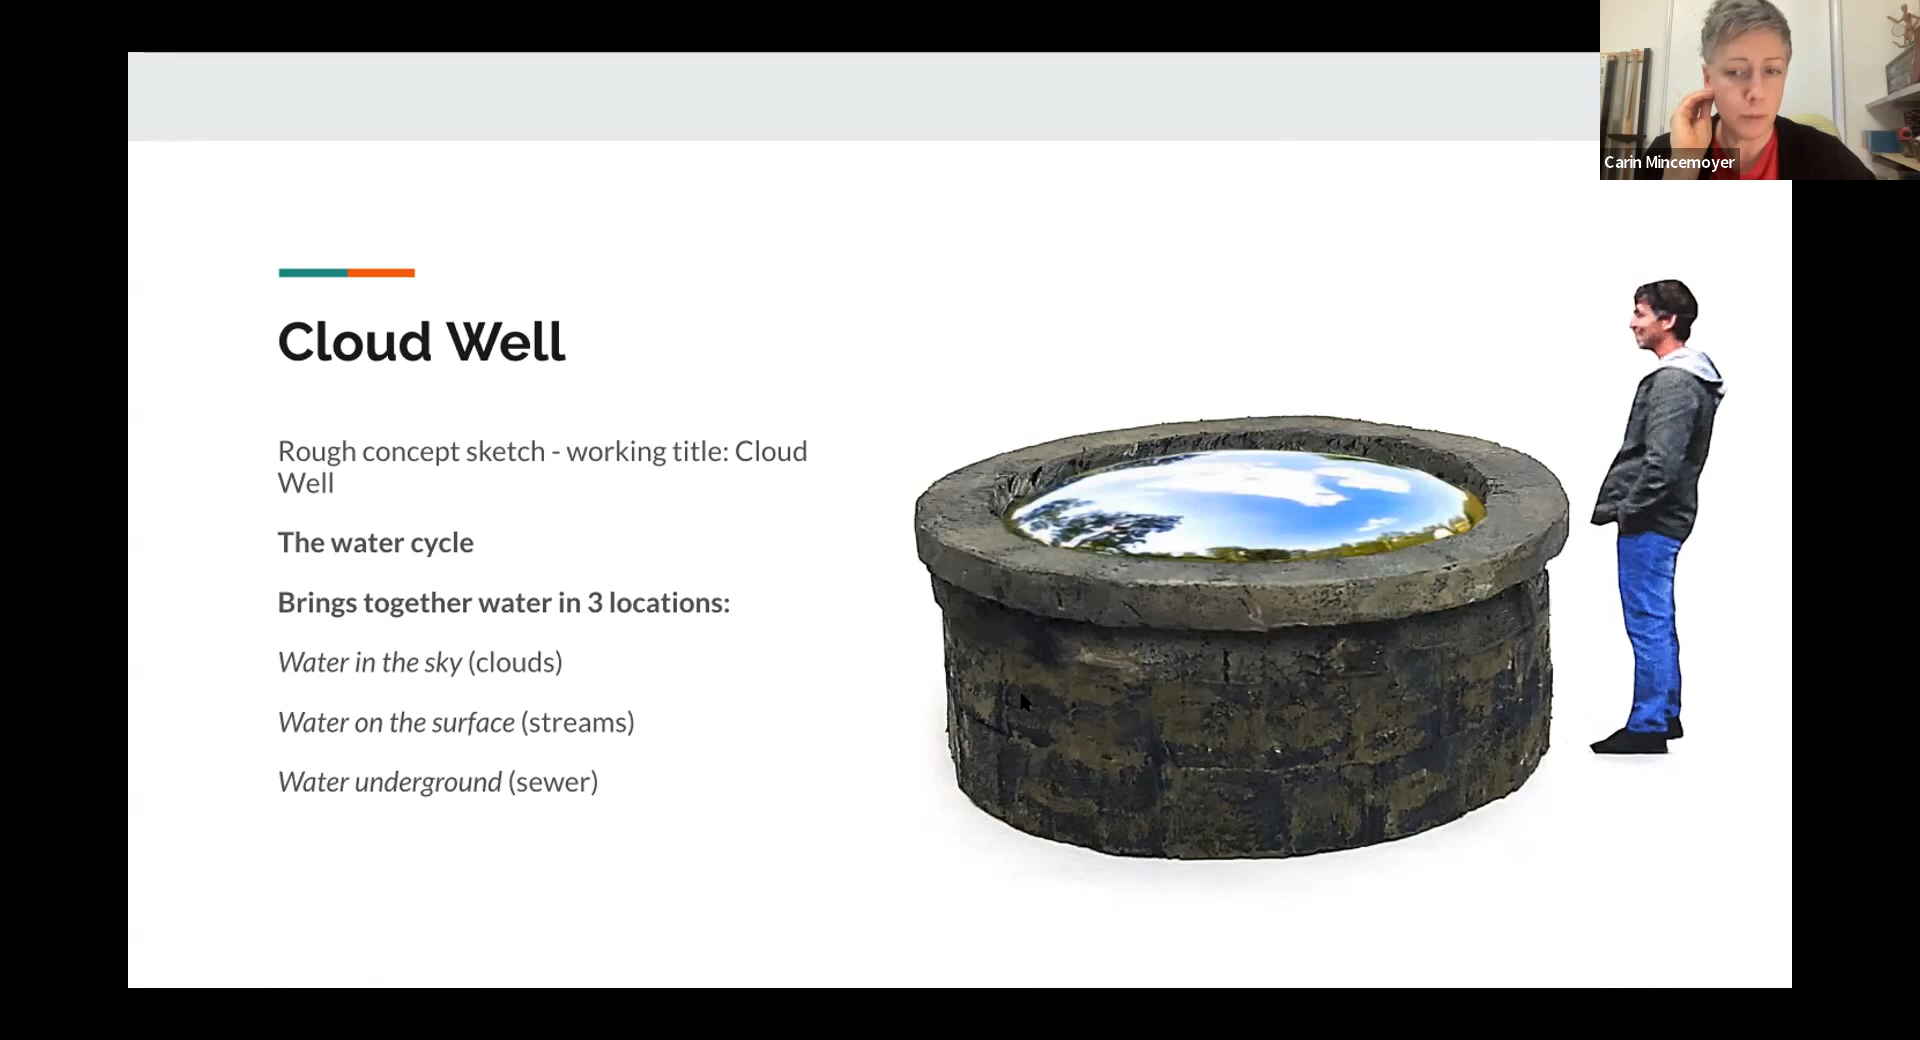 Carin Mincemoyer
Cloud Well
Rough concept sketch - working title: Cloud
Well
The water cycle
Brings together water in 3 locations:
Water in the sky (clouds)
Water on the surface (streams)
Water underground (sewer)